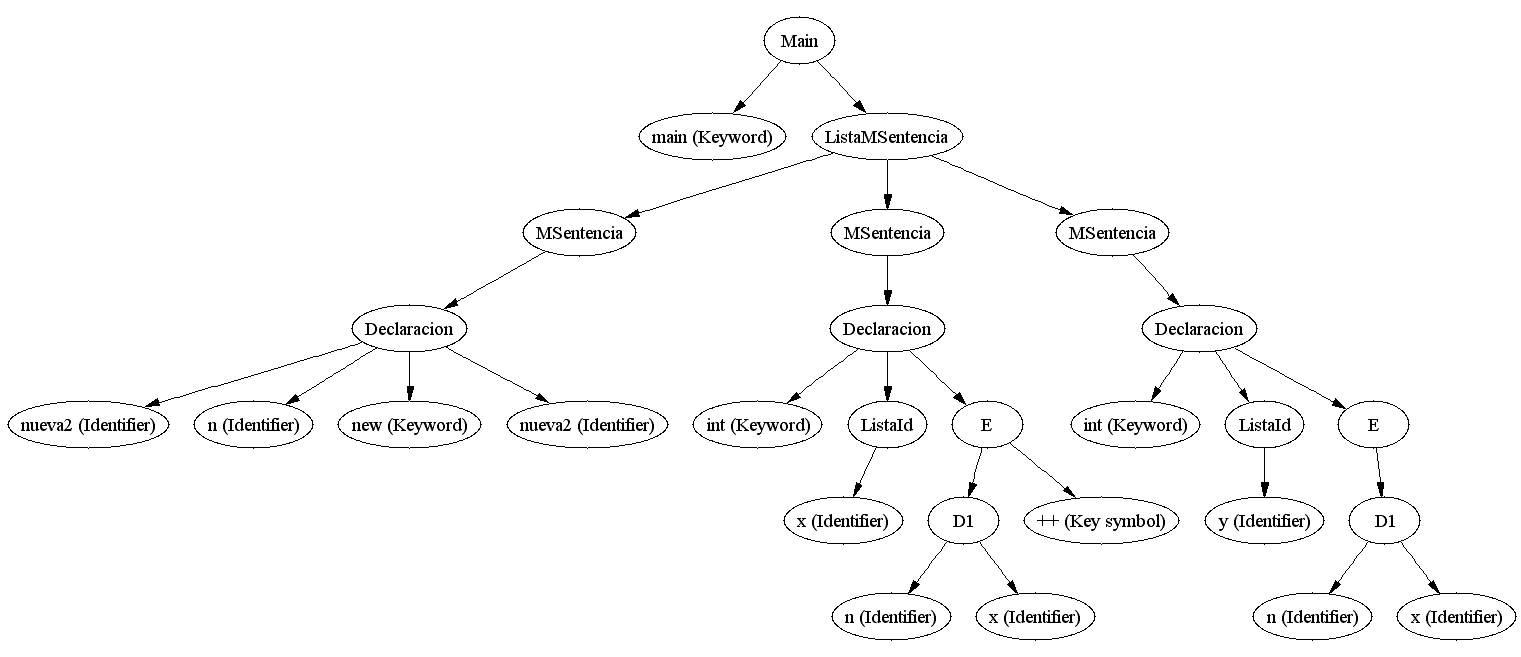 Main
main (Keyword)
ListaMSentencia
MSentencia
MSentencia
MSentencia
Declaracion
Declaracion
Declaracion
nueva2 (Identifier)
n (Identifier)
new (Keyword)
nueva2 (Identifier)
int (Keyword)
ListaId
E
int (Keyword)
ListaId
E
x (Identifier)
D1
++ (Key symbol)
y (Identifier)
D1
n (Identifier)
x (Identifier)
n (Identifier)
x (Identifier)